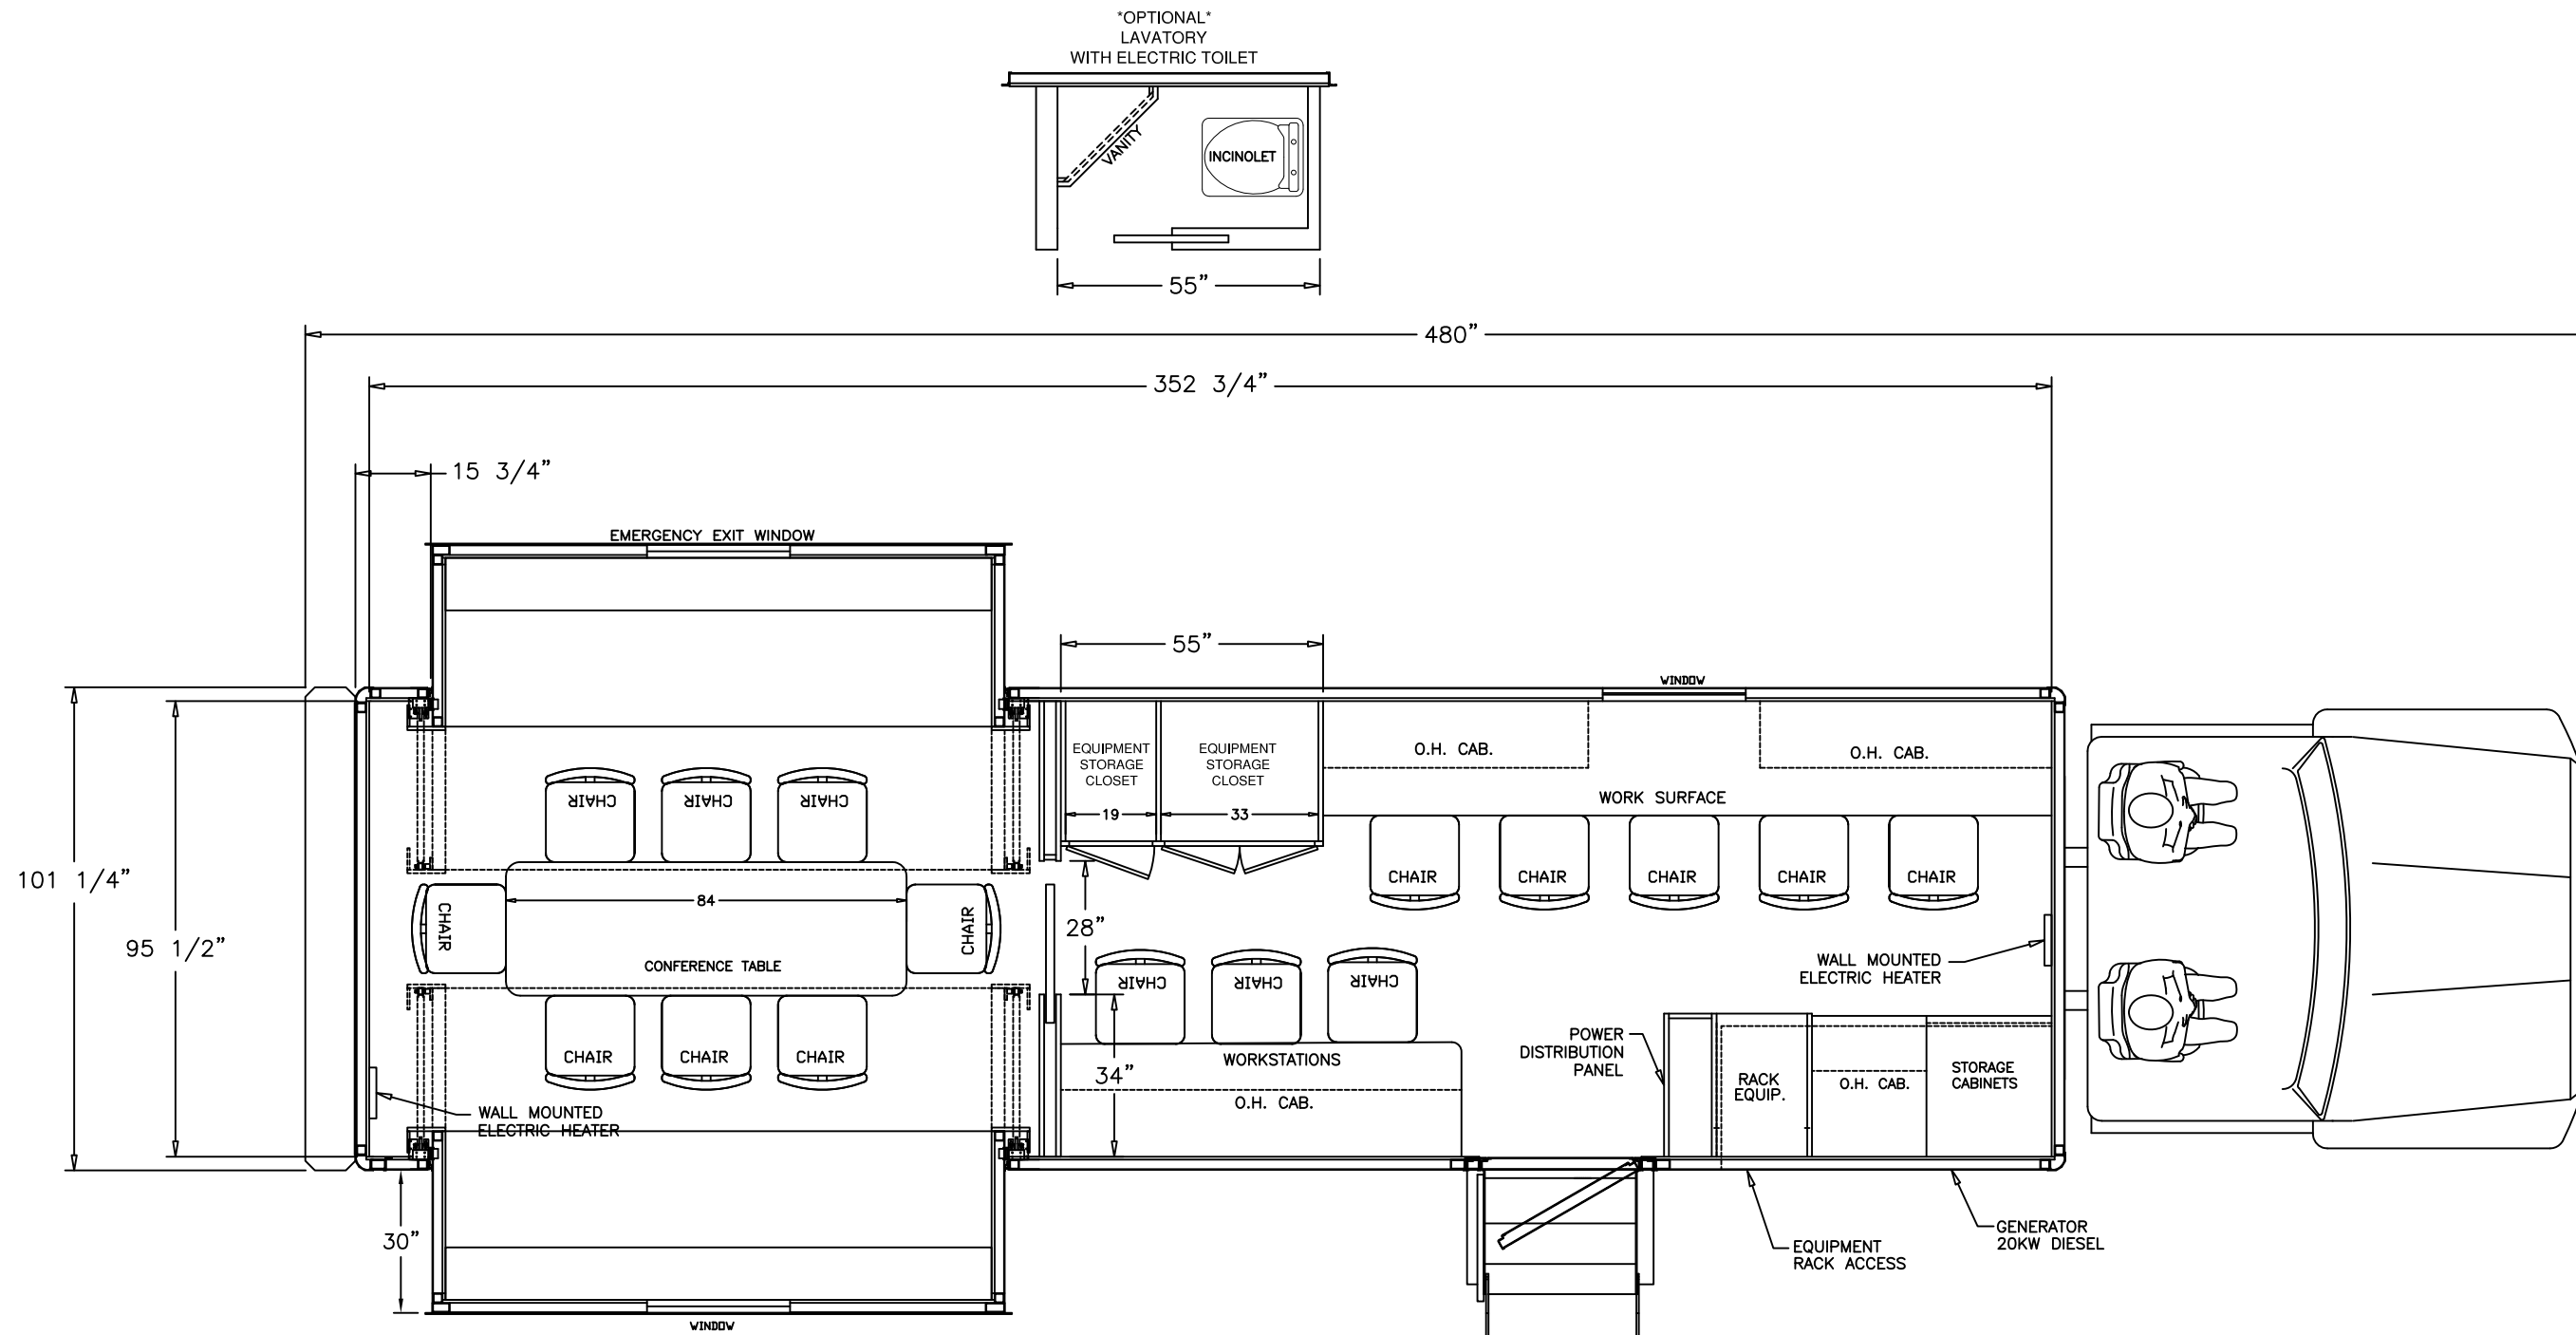 *OPTIONAL*
LAVATORY
WITH ELECTRIC TOILET
VANITY
INCINOLET
55"
480"
352 3/4"
15 3/4"
EMERGENCY EXIT WINDOW
55"
WINDOW
EQUIPMENT
STORAGE
CLOSET
19
EQUIPMENT
STORAGE
CLOSET
33
O.H. CAB.
O.H. CAB.
WORK SURFACE
CHAIR
CHAIR
CHAIR
101 1/4"
95 1/2"
CHAIR
84
CHAIR
CONFERENCE TABLE
28"
CHAIR
CHAIR
CHAIR
CHAIR
CHAIR
WALL MOUNTED
ELECTRIC HEATER
CHAIR
CHAIR
CHAIR
CHAIR
CHAIR
CHAIR
34"
WORKSTATIONS
O.H. CAB.
POWER
DISTRIBUTION
PANEL
RACK
EQUIP.
O.H. CAB.
STORAGE
CABINETS
WALL MOUNTED
ELECTRIC HEATER
30"
WINDOW
EQUIPMENT
RACK ACCESS
GENERATOR
20KW DIESEL